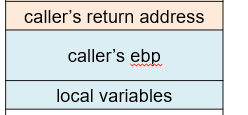 caller’s return address
caller’s ebp
local variables